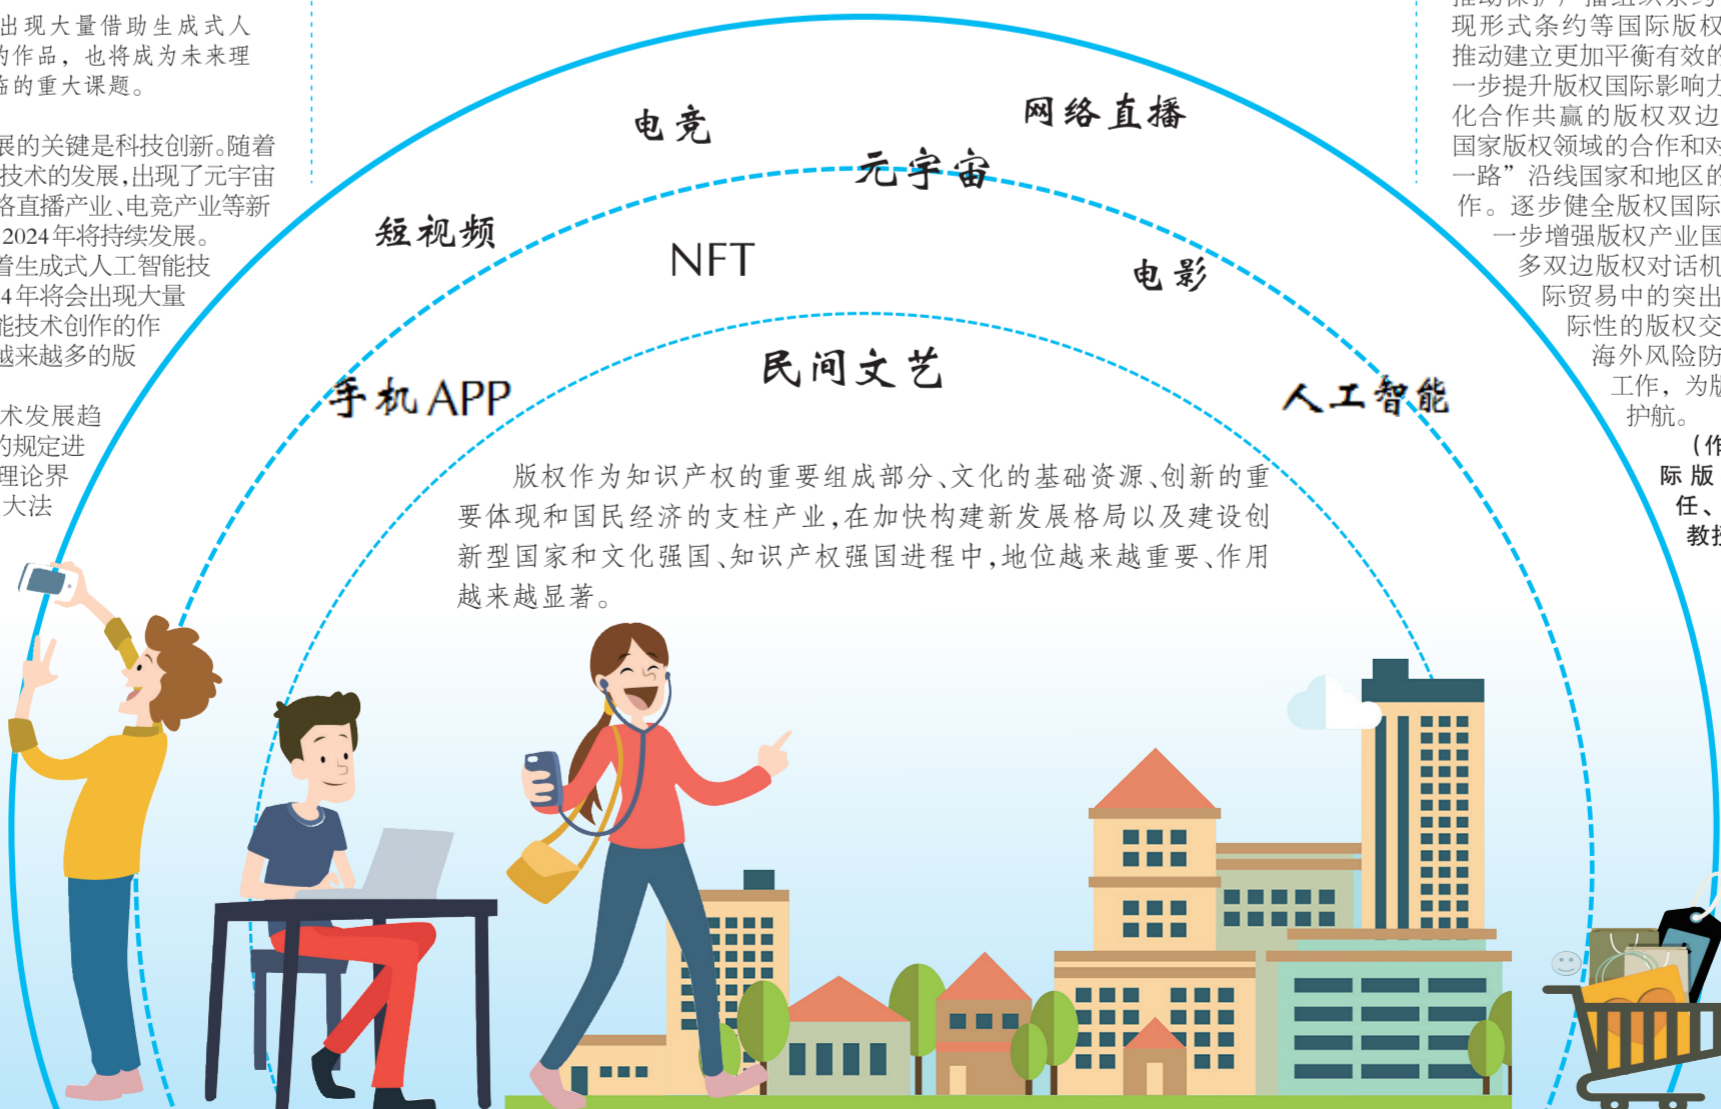 出现大量借助生成式人
的作品，也将成为未来理
临的重大课题。
展的关键是科技创新。随着
技术的发展，出现了元宇宙
络直播产业、电竞产业等新
2024年将持续发展。
着生成式人工智能技
4年将会出现大量
能技术创作的作
越来越多的版
术发展趋
的规定进
理论界
大法
电竞
网络直播
元宇宙
短视频
NFT
电影
民间文艺
手机APP
人工智能
版权作为知识产权的重要组成部分、文化的基础资源、创新的重
要体现和国民经济的支柱产业，在加快构建新发展格局以及建设创
新型国家和文化强国、知识产权强国进程中，地位越来越重要、作用
越来越显著。
现形式条约等国际版权
推动建立更加平衡有效的
一步提升版权国际影响力
化合作共赢的版权双边
国家版权领域的合作和对
一路”沿线国家和地区的
作。逐步健全版权国际
一步增强版权产业国
多双边版权对话机
际贸易中的突出
际性的版权交
海外风险防
工作，为版
护航。
（作
际版
任、
教授